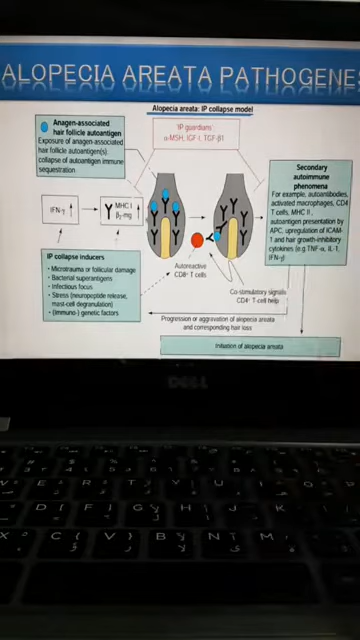 ALOPECIA AREATA PATHOGENE
Alopecia areata: IP collapse model
Anagen-associated
hair follicle autoantigen
Exposure of anagen-associated
hair follicle autoantigen(s):
collapse of autoantigen immune
sequestration
IP guardians
α-MSH, IGF-I, TGF-β1
IFN-γ
MHC I
β2-mg
Secondary
autoimmune
phenomena
For example, autoantibodies,
activated macrophages, CD4
T cells, MHC II,
autoantigen presentation by
APC, upregulation of ICAM-
1 and hair growth-inhibitory
cytokines (e.g. TNF-α, IL-1,
IFN-γ)
IP collapse inducers
• Microtrauma or follicular damage
• Bacterial superantigens
• Infectious focus
• Stress (neuropeptide release,
mast-cell degranulation)
• (Immuno-) genetic factors
Autoreactive
CD8+ T cells
Co-stimulatory signals
CD4+ T-cell help
Progression or aggravation of alopecia areata
and corresponding hair loss
Initiation of alopecia areata
DELL
W E R T Y U
D F G H J K
X C V B N M